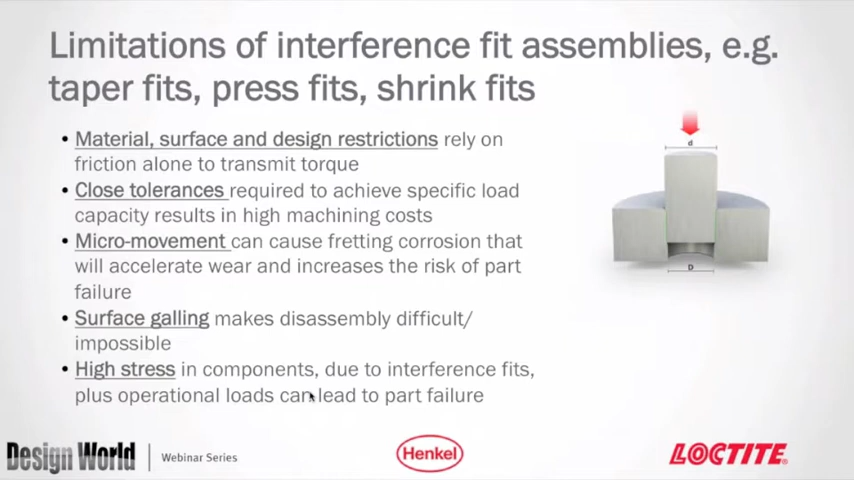 Limitations of interference fit assemblies, e.g.
taper fits, press fits, shrink fits
• Material, surface and design restrictions rely on
friction alone to transmit torque
• Close tolerances required to achieve specific load
capacity results in high machining costs
• Micro-movement can cause fretting corrosion that
will accelerate wear and increases the risk of part
failure
• Surface galling makes disassembly difficult/
impossible
• High stress in components, due to interference fits,
plus operational loads can lead to part failure
d
D
Design World
Webinar Series
Henkel
LOCTITE